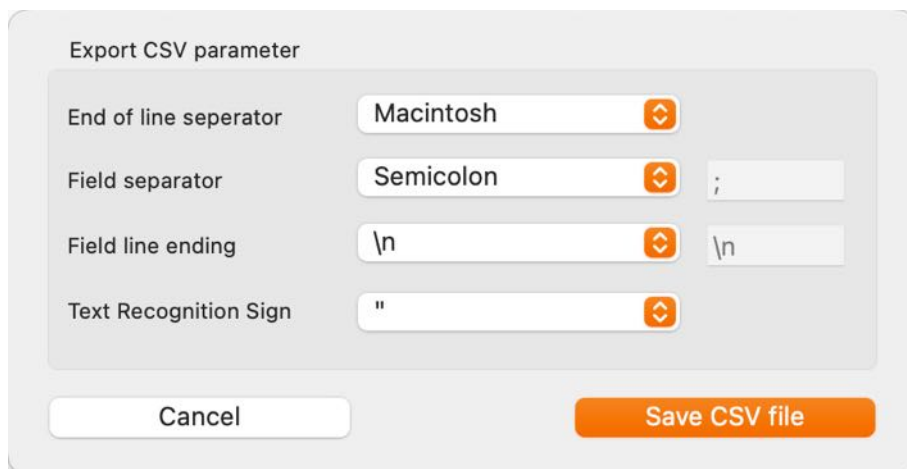 Export CSV parameter
End of line seperator Macintosh
Field separator Semicolon ;
Field line ending \n \n
Text Recognition Sign "
Cancel Save CSV file